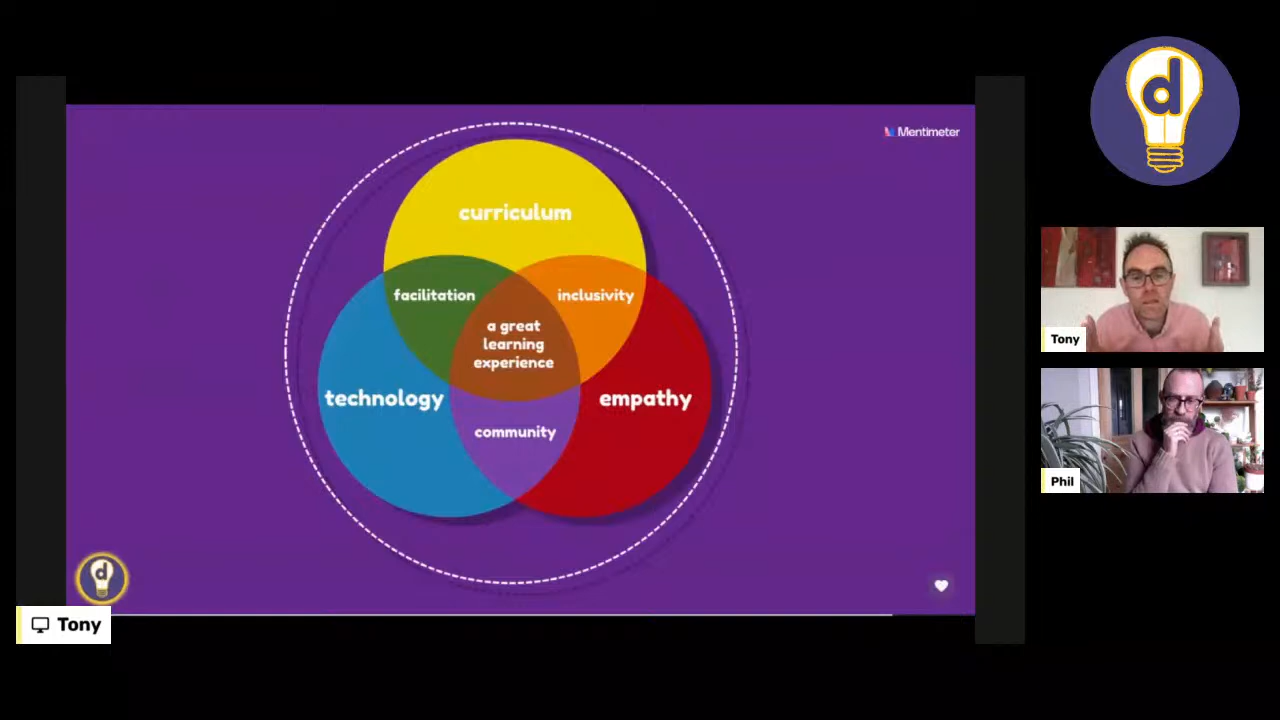 Mentimeter
curriculum
facilitation
inclusivity
a great
learning
experience
technology
empathy
community
d
Tony
d
Tony
Phil